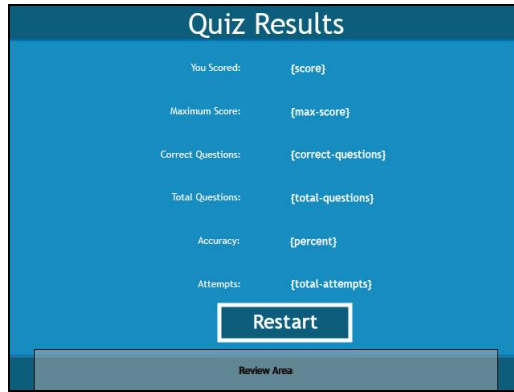 Quiz Results
You Scored: {score}
Maximum Score: {max-score}
Correct Questions: {correct-questions}
Total Questions: {total-questions}
Accuracy: {percent}
Attempts: {total-attempts}
Restart
Review Area